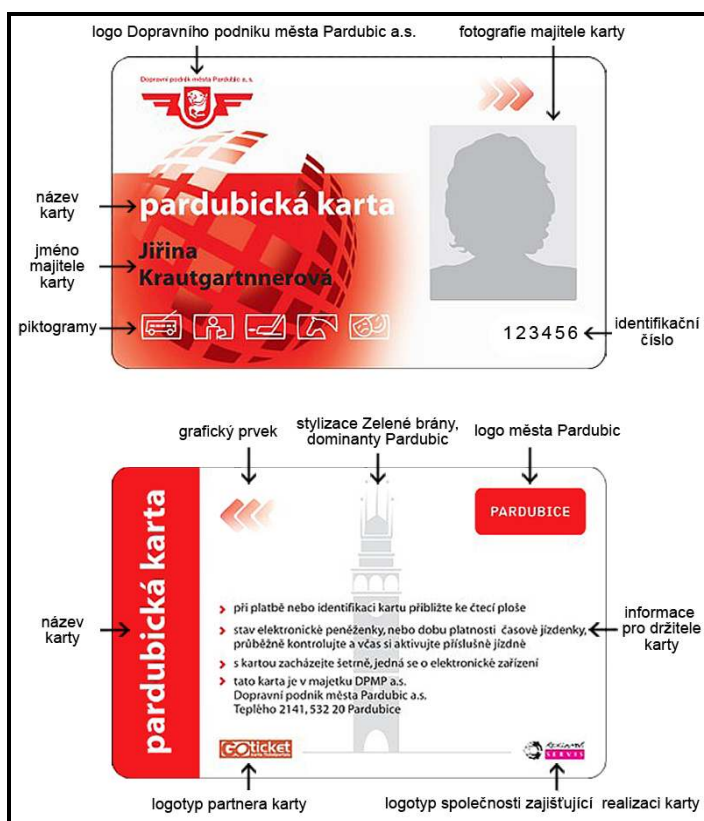 logo Dopravního podniku města Pardubic a.s.
fotografie majitele karty
Dopravní podnik města Pardubic a. s.
název
karty
pardubická karta
jméno
majitele
karty
Jiřina
Krautgartnnerová
piktogramy
123456
identifikační
číslo
grafický prvek
stylizace Zelené brány,
dominanty Pardubic
logo města Pardubic
PARDUBICE
název
karty
pardubická karta
při platbě nebo identifikaci kartu přibližte ke čtecí ploše
stav elektronické peněženky, nebo dobu platnosti časové jízdenky,
průběžně kontrolujte a včas si aktivujte příslušné jízdné
s kartou zacházejte šetrně, jedná se o elektronické zařízení
tato karta je v majetku DPMP a.s.
Dopravní podnik města Pardubic a.s.
Teplého 2141, 532 20 Pardubice
informace
pro držitele
karty
GOticket
SERVIS
logotyp partnera karty
logotyp společnosti zajišťující realizaci karty